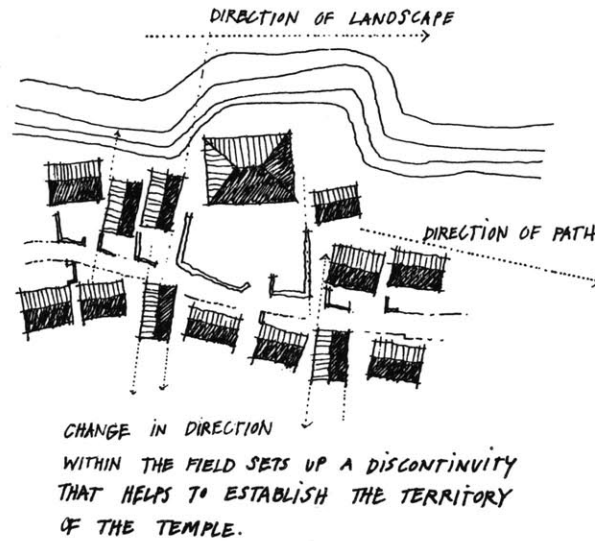 DIRECTION OF LANDSCAPE
DIRECTION OF PATH
CHANGE IN DIRECTION
WITHIN THE FIELD SETS UP A DISCONTINUITY
THAT HELPS TO ESTABLISH THE TERRITORY
OF THE TEMPLE.